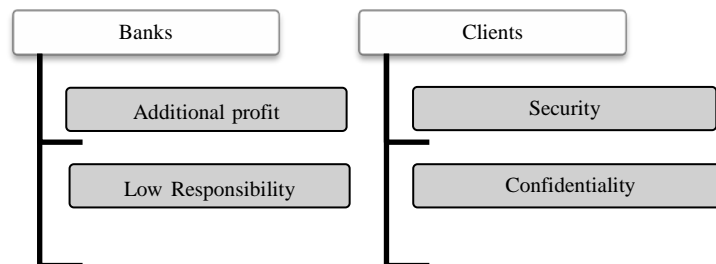 Banks
Additional profit
Low Responsibility
Clients
Security
Confidentiality